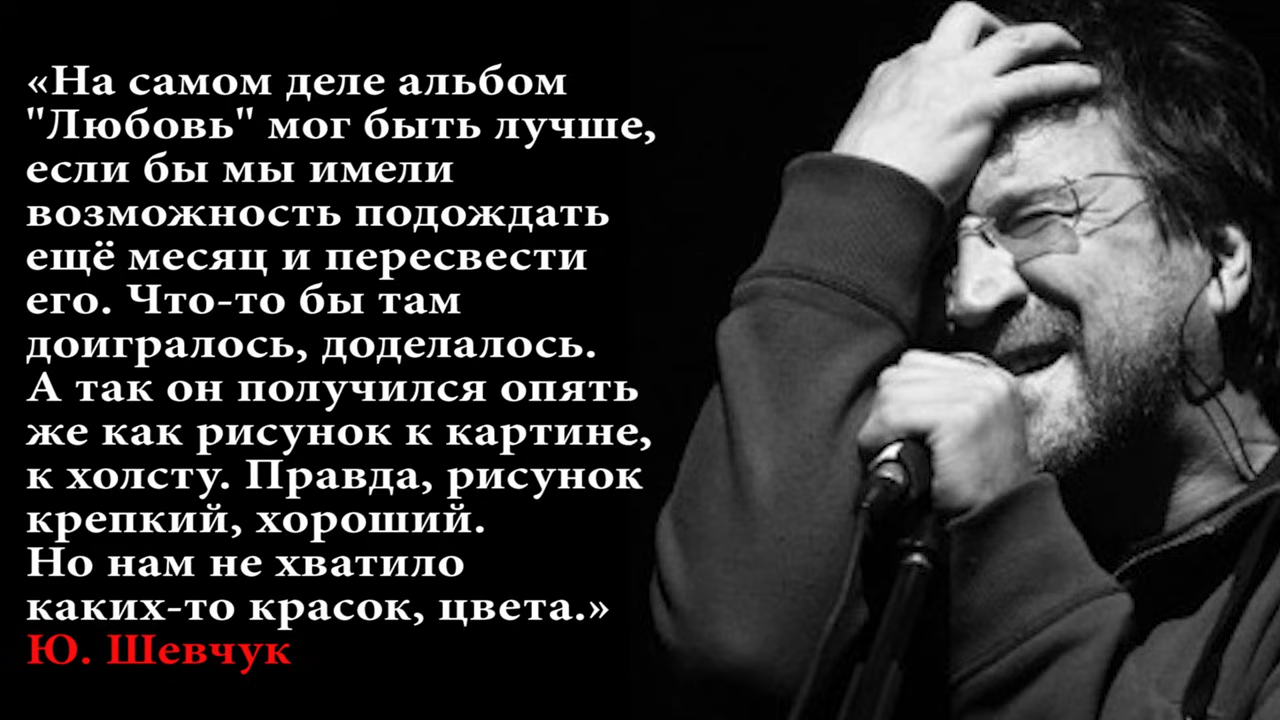 «На самом деле альбом
"Любовь" мог быть лучше,
если бы мы имели
возможность подождать
ещё месяц и пересвести
его. Что-то бы там
доигралось, доделалось.
А так он получился опять
же как рисунок к картине,
к холсту. Правда, рисунок
крепкий, хороший.
Но нам не хватило
каких-то красок, цвета.»
Ю. Шевчук